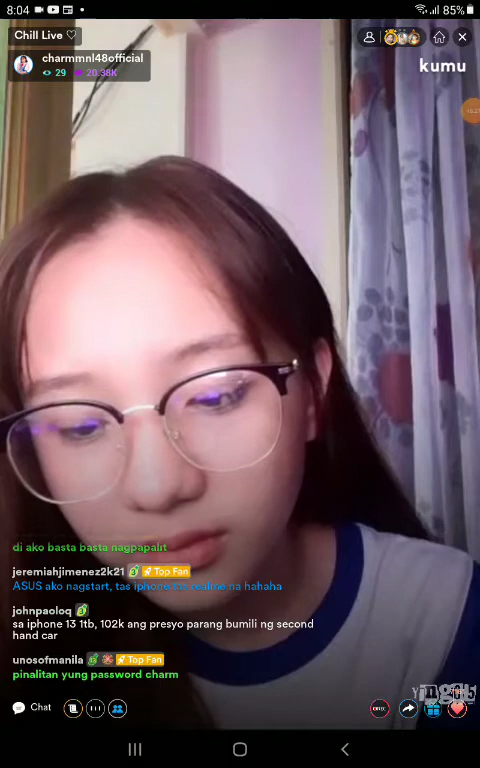 8:04
85%
Chill Live ♡
charmmnl48official
29 20.38K
kumu
di ako basta basta nagpapalit
jeremiahjimenez2k21 Top Fan
ASUS ako nagstart, tas iphone tas realme na hahaha
johnpaoloq
sa iphone 13 1tb, 102k ang presyo parang bumili ng second
hand car
unosofmanila Top Fan
pinalitan yung password charm
Chat